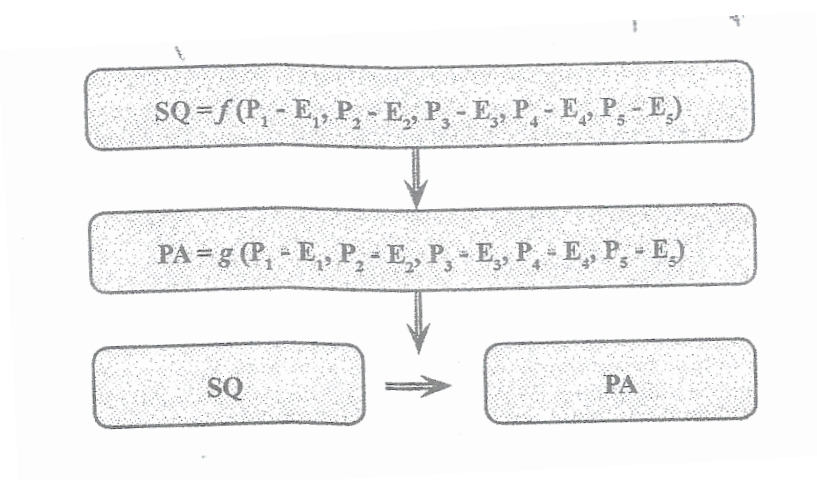 SQ = f (P₁ - E₁, P₂ - E₂, P₃ - E₃, P₄ - E₄, P₅ - E₅)
PA = g (P₁ - E₁, P₂ - E₂, P₃ - E₃, P₄ - E₄, P₅ - E₅)
SQ ⇒ PA